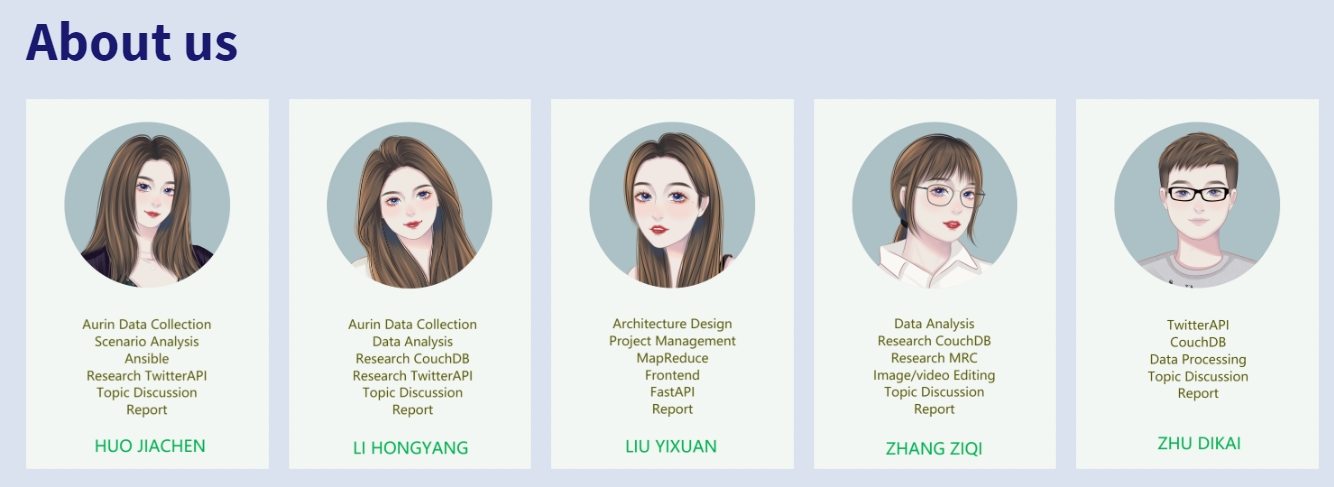 About us
Aurin Data Collection
Scenario Analysis
Ansible
Research TwitterAPI
Topic Discussion
Report
HUO JIACHEN
Aurin Data Collection
Data Analysis
Research CouchDB
Research TwitterAPI
Topic Discussion
Report
LI HONGYANG
Architecture Design
Project Management
MapReduce
Frontend
FastAPI
Report
LIU YIXUAN
Data Analysis
Research CouchDB
Research MRC
Image/video Editing
Topic Discussion
Report
ZHANG ZIQI
TwitterAPI
CouchDB
Data Processing
Topic Discussion
Report
ZHU DIKAI